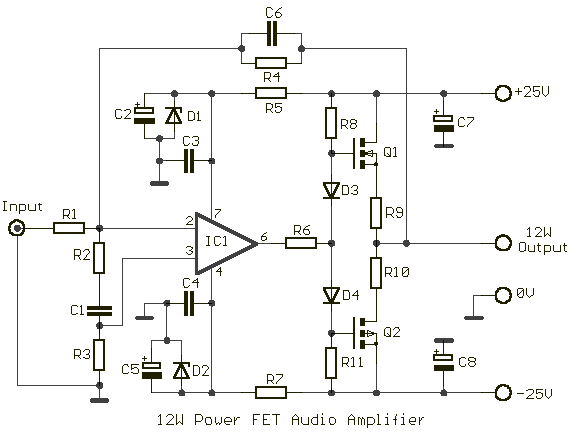 C6
R4
+25V
C2
D1
R5
C7
R8
C3
Q1
D3
Input
R1
R9
7
2
IC1
12W
Output
R2
6
R6
3
R10
4
C4
0V
C1
D4
Q2
R3
R11
C5
D2
C8
R7
-25V
12W Power FET Audio Amplifier